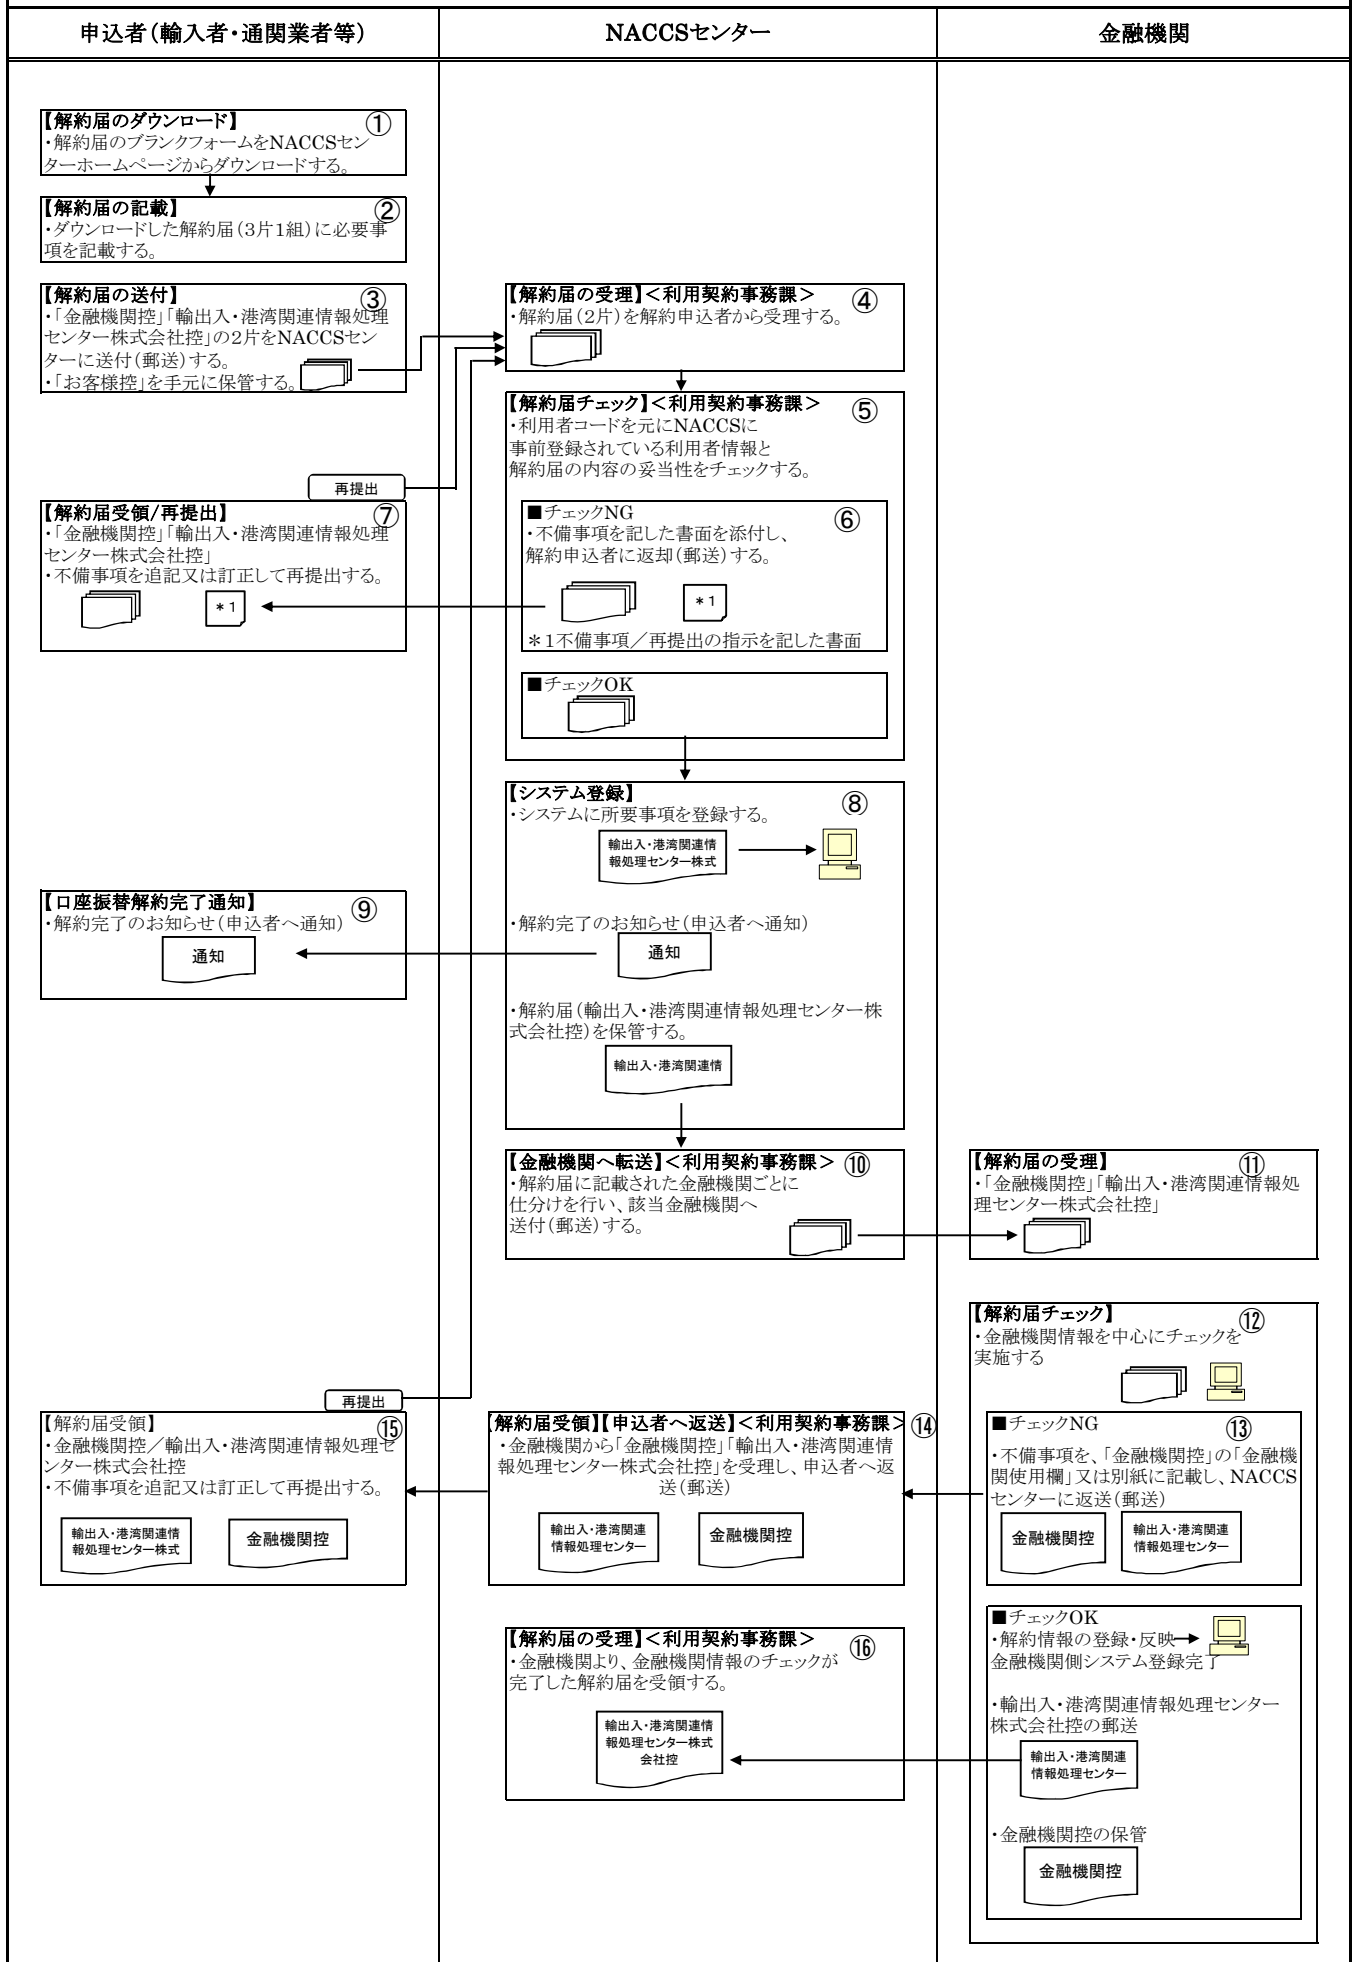 申込者(輸入者・通関業者等)
NACCSセンター
金融機関
【解約届のダウンロード】
①
・解約届のブランクフォームをNACCSセン
ターホームページからダウンロードする。
【解約届の記載】
②
・ダウンロードした解約届(3片1組)に必要事
項を記載する。
【解約届の送付】
③
・「金融機関控」「輸出入・港湾関連情報処理
センター株式会社控」の2片をNACCSセン
ターに送付(郵送)する。
・「お客様控」を手元に保管する。
【解約届の受理】<利用契約事務課>
④
・解約届(2片)を解約申込者から受理する。
【解約届チェック】<利用契約事務課>
⑤
・利用者コードを元にNACCSに
事前登録されている利用者情報と
解約届の内容の妥当性をチェックする。
■チェックNG
⑥
・不備事項を記した書面を添付し、
解約申込者に返却(郵送)する。
*1
*1不備事項/再提出の指示を記した書面
■チェックOK
再提出
【解約届受領/再提出】
⑦
・「金融機関控」「輸出入・港湾関連情報処理
センター株式会社控」
・不備事項を追記又は訂正して再提出する。
*1
【システム登録】
⑧
・システムに所要事項を登録する。
輸出入・港湾関連情
報処理センター株式
・解約完了のお知らせ(申込者へ通知)
通知
・解約届(輸出入・港湾関連情報処理センター株
式会社控)を保管する。
輸出入・港湾関連情
【口座振替解約完了通知】
⑨
・解約完了のお知らせ(申込者へ通知)
通知
【金融機関へ転送】<利用契約事務課>
⑩
・解約届に記載された金融機関ごとに
仕分けを行い、該当金融機関へ
送付(郵送)する。
【解約届の受理】
⑪
・「金融機関控」「輸出入・港湾関連情報処
理センター株式会社控」
【解約届チェック】
⑫
・金融機関情報を中心にチェックを
実施する
■チェックNG
⑬
・不備事項を、「金融機関控」の「金融機
関使用欄」又は別紙に記載し、NACCS
センターに返送(郵送)
金融機関控
輸出入・港湾関連
情報処理センター
【解約届受領】【申込者へ返送】<利用契約事務課>
⑭
・金融機関から「金融機関控」「輸出入・港湾関連情
報処理センター株式会社控」を受理し、申込者へ返
送(郵送)
輸出入・港湾関連
情報処理センター
金融機関控
再提出
【解約届受領】
⑮
・金融機関控/輸出入・港湾関連情報処理セ
ンター株式会社控
・不備事項を追記又は訂正して再提出する。
輸出入・港湾関連情
報処理センター株式
金融機関控
■チェックOK
・解約情報の登録・反映
金融機関側システム登録完了
・輸出入・港湾関連情報処理センター
株式会社控の郵送
輸出入・港湾関連
情報処理センター
・金融機関控の保管
金融機関控
【解約届の受理】<利用契約事務課>
⑯
・金融機関より、金融機関情報のチェックが
完了した解約届を受領する。
輸出入・港湾関連情
報処理センター株式
会社控